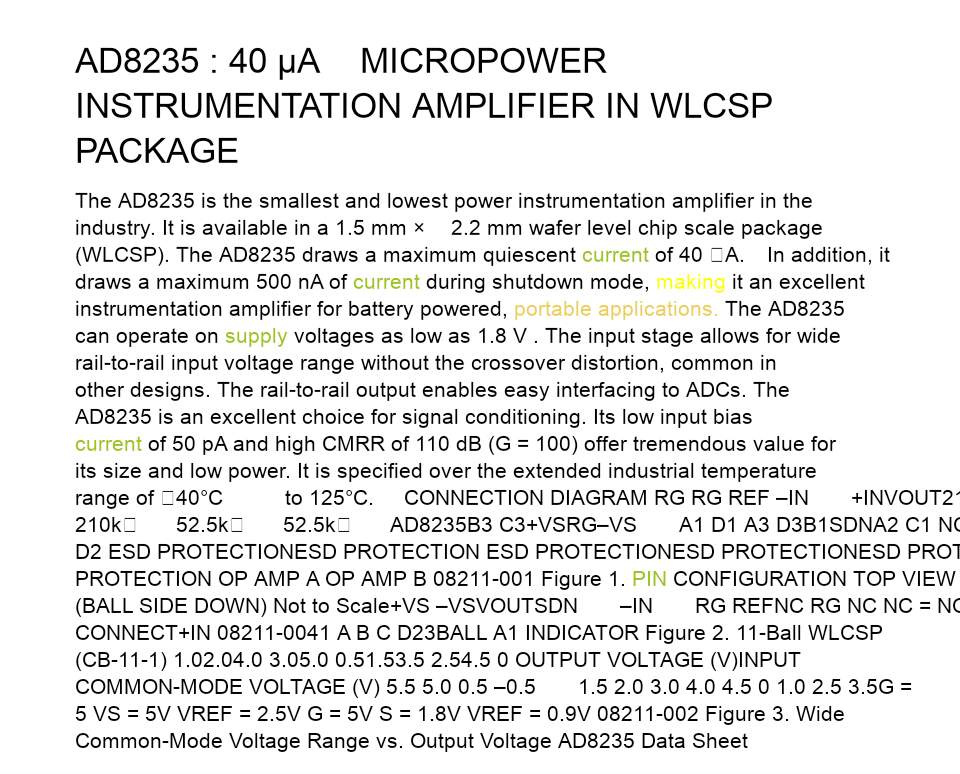 AD8235 : 40 µA MICROPOWER
INSTRUMENTATION AMPLIFIER IN WLCSP
PACKAGE
The AD8235 is the smallest and lowest power instrumentation amplifier in the
industry. It is available in a 1.5 mm × 2.2 mm wafer level chip scale package
(WLCSP). The AD8235 draws a maximum quiescent current of 40 □A. In addition, it
draws a maximum 500 nA of current during shutdown mode, making it an excellent
instrumentation amplifier for battery powered, portable applications. The AD8235
can operate on supply voltages as low as 1.8 V . The input stage allows for wide
rail-to-rail input voltage range without the crossover distortion, common in
other designs. The rail-to-rail output enables easy interfacing to ADCs. The
AD8235 is an excellent choice for signal conditioning. Its low input bias
current of 50 pA and high CMRR of 110 dB (G = 100) offer tremendous value for
its size and low power. It is specified over the extended industrial temperature
range of □40°C to 125°C. CONNECTION DIAGRAM RG RG REF –IN +INVOUT21
210k□ 52.5k□ 52.5k□ AD8235B3 C3+VSRG–VS A1 D1 A3 D3B1SDNA2 C1 NC
D2 ESD PROTECTIONESD PROTECTION ESD PROTECTIONESD PROTECTIONESD PROT
PROTECTION OP AMP A OP AMP B 08211-001 Figure 1. PIN CONFIGURATION TOP VIEW
(BALL SIDE DOWN) Not to Scale+VS –VSVOUTSDN –IN RG REFNC RG NC NC = NO
CONNECT+IN 08211-0041 A B C D23BALL A1 INDICATOR Figure 2. 11-Ball WLCSP
(CB-11-1) 1.02.04.0 3.05.0 0.51.53.5 2.54.5 0 OUTPUT VOLTAGE (V)INPUT
COMMON-MODE VOLTAGE (V) 5.5 5.0 0.5 –0.5 1.5 2.0 3.0 4.0 4.5 0 1.0 2.5 3.5G =
5 VS = 5V VREF = 2.5V G = 5V S = 1.8V VREF = 0.9V 08211-002 Figure 3. Wide
Common-Mode Voltage Range vs. Output Voltage AD8235 Data Sheet